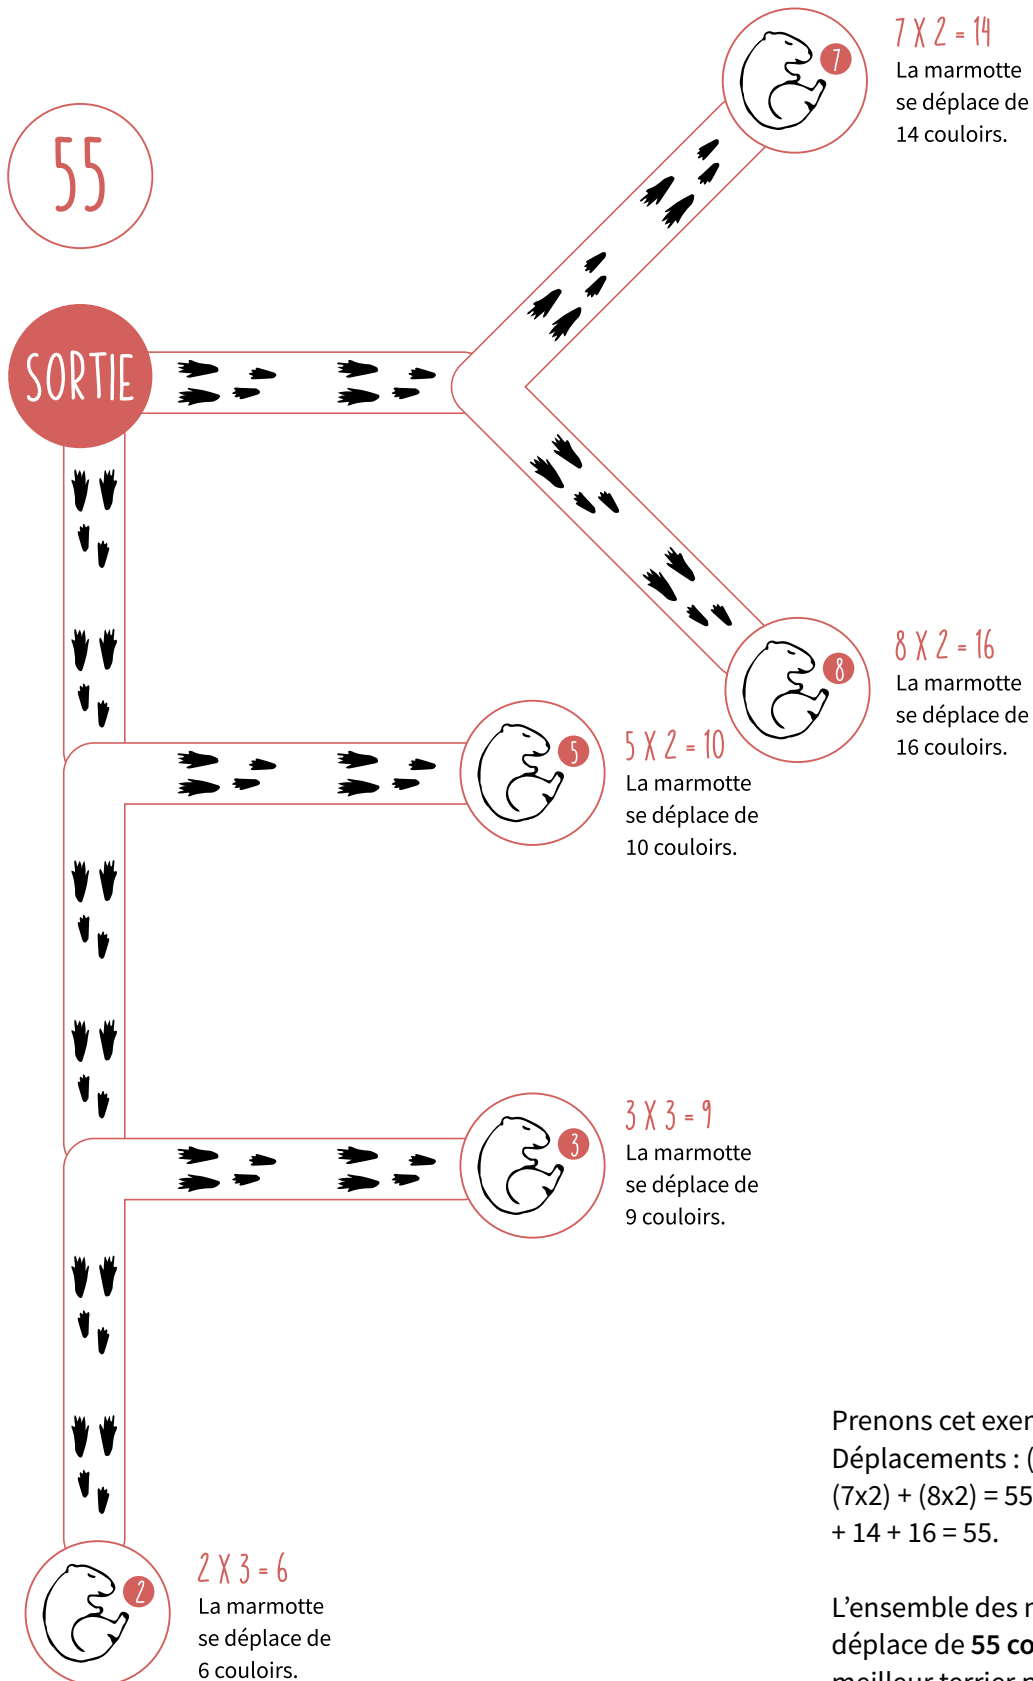 7 X 2 = 14
La marmotte
se déplace de
14 couloirs.
7
55
SORTIE
8 X 2 = 16
La marmotte
se déplace de
16 couloirs.
8
5
5 X 2 = 10
La marmotte
se déplace de
10 couloirs.
3
3 X 3 = 9
La marmotte
se déplace de
9 couloirs.
2
2 X 3 = 6
La marmotte
se déplace de
6 couloirs.
Prenons cet
Déplacements : (
(7x2) + (8x2) = 55
+ 14 + 16 = 55.
L’ensemble des
déplace de 55
meilleur terrier